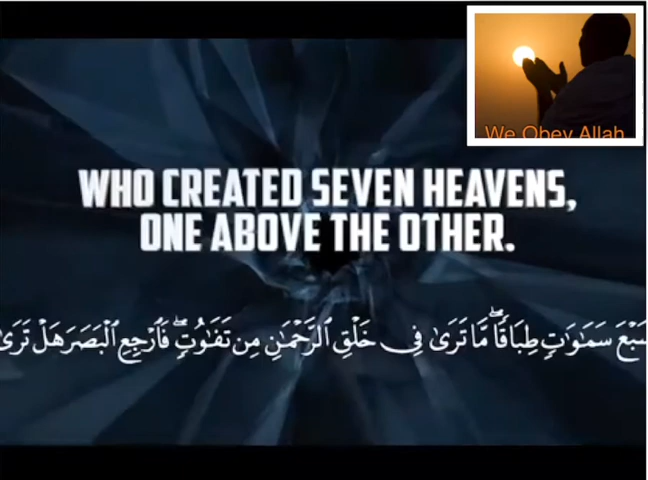 We Obey Allah
WHO CREATED SEVEN HEAVENS,
ONE ABOVE THE OTHER.
سَبْعَ سَمَٰوَٰتٍ طِبَاقًا ۖ مَّا تَرَىٰ فِى خَلْقِ ٱلرَّحْمَٰنِ مِن تَفَٰوُتٍ ۖ فَٱرْجِعِ ٱلْبَصَرَ هَلْ تَرَىٰ